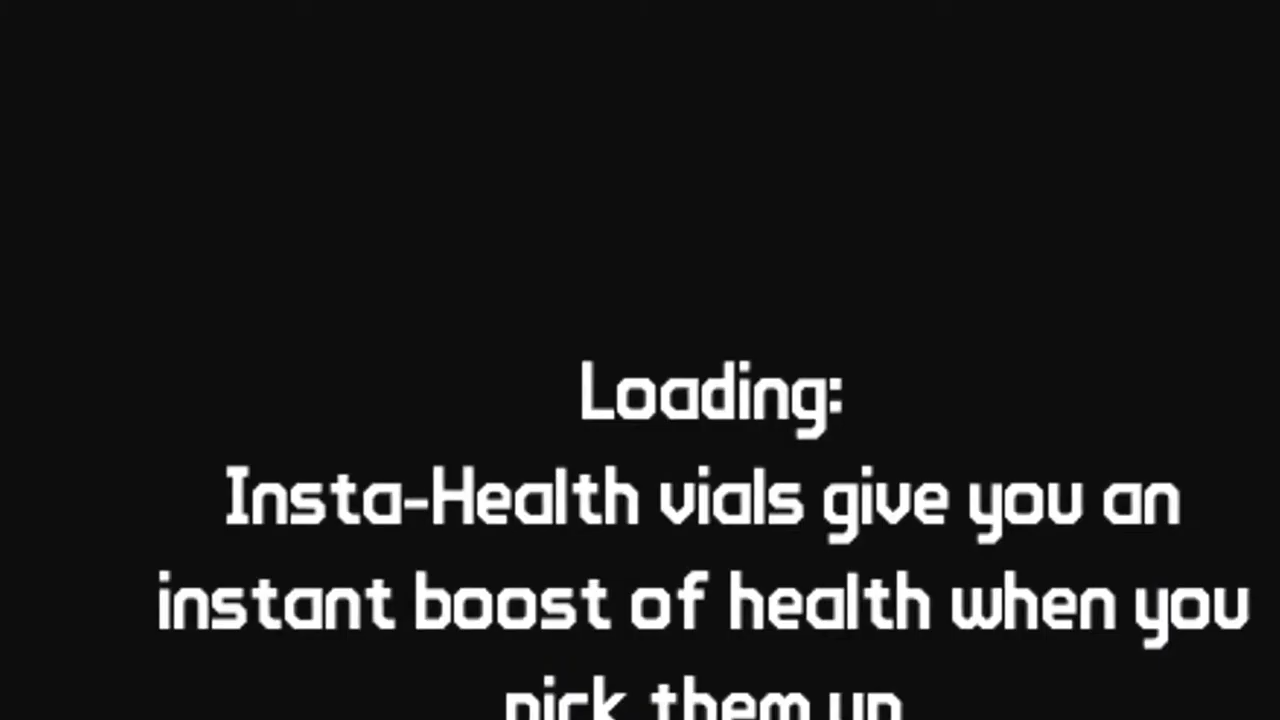 Loading:
Insta-Health vials give you an
instant boost of health when you
pick them up